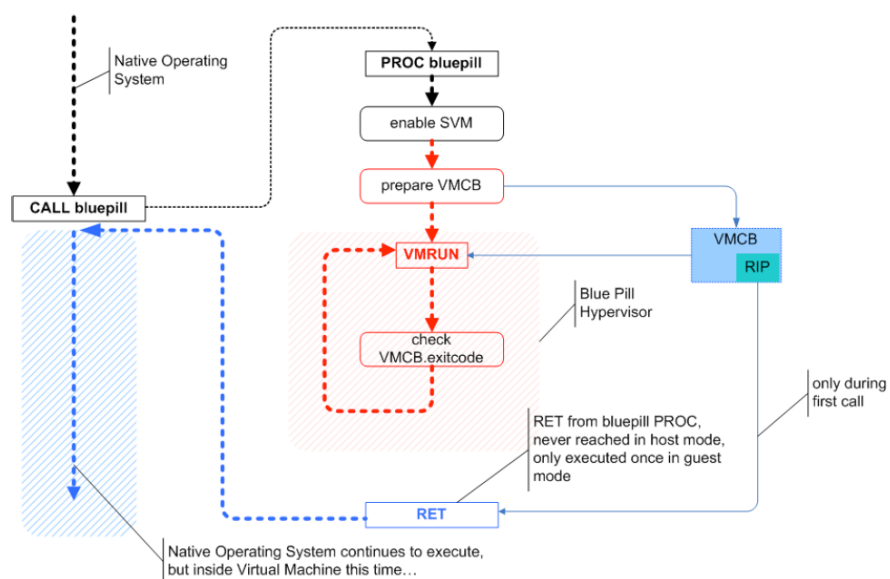 Native Operating
System
PROC bluepill
enable SVM
prepare VMCB
CALL bluepill
VMRUN
VMCB
RIP
Blue Pill
Hypervisor
check
VMCB.exitcode
only during
first call
RET from bluepill PROC,
never reached in host mode,
only executed once in guest
mode
RET
Native Operating System continues to execute,
but inside Virtual Machine this time…